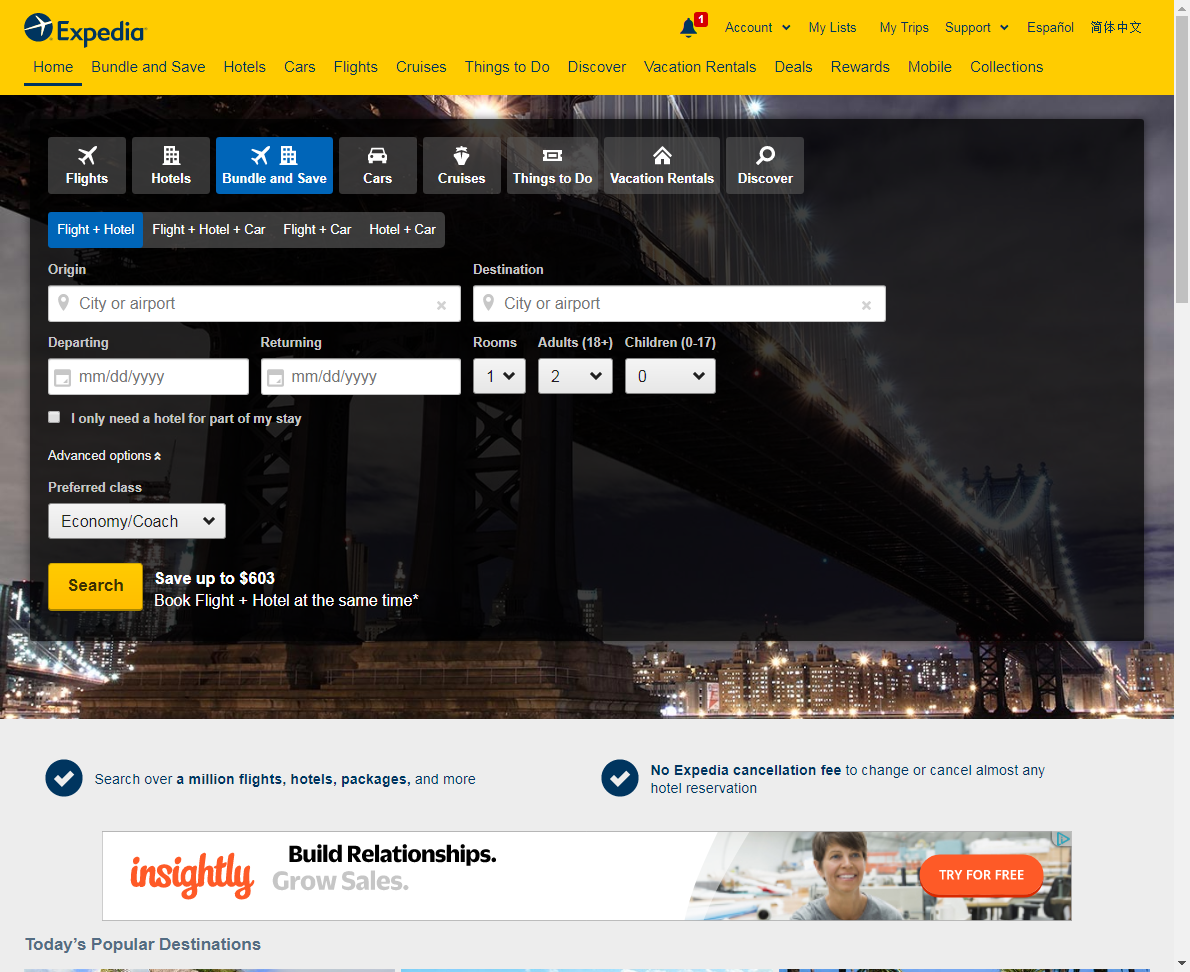 Expedia
1
Account
My Lists
My Trips
Support
Español
简体中文
Home
Bundle and Save
Hotels
Cars
Flights
Cruises
Things to Do
Discover
Vacation Rentals
Deals
Rewards
Mobile
Collections
Flights
Hotels
Bundle and Save
Cars
Cruises
Things to Do
Vacation Rentals
Discover
Flight + Hotel
Flight + Hotel + Car
Flight + Car
Hotel + Car
Origin
Destination
City or airport
City or airport
Departing
Returning
Rooms
Adults (18+)
Children (0-17)
mm/dd/yyyy
mm/dd/yyyy
1
2
0
I only need a hotel for part of my stay
Advanced options
Preferred class
Economy/Coach
Search
Save up to $603
Book Flight + Hotel at the same time*
Search over a million flights, hotels, packages, and more
No Expedia cancellation fee to change or cancel almost any
hotel reservation
insightly
Build Relationships.
Grow Sales.
TRY FOR FREE
Today’s Popular Destinations